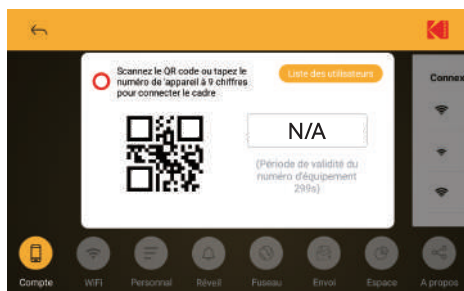 Scannez le QR code ou tapez le
numéro de 'appareil à 9 chiffres
pour connecter le cadre
Liste des utilisateurs
N/A
(Période de validité du
numéro d'équipement
299s)
Connex
Compte
WiFi
Personnal
Réveil
Fuseau
Envoi
Espace
A propos